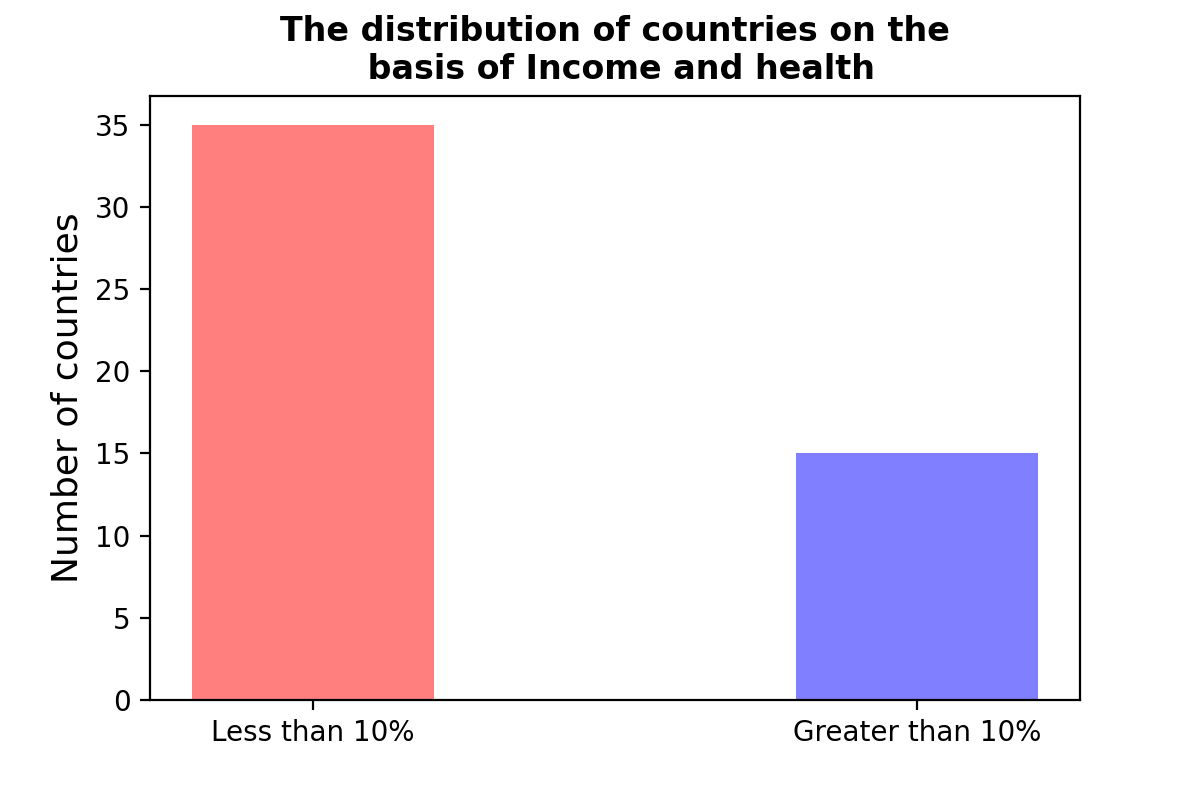 The distribution of countries on the
basis of Income and health
Number of countries
35
30
25
20
15
10
5
0
Less than 10%
Greater than 10%